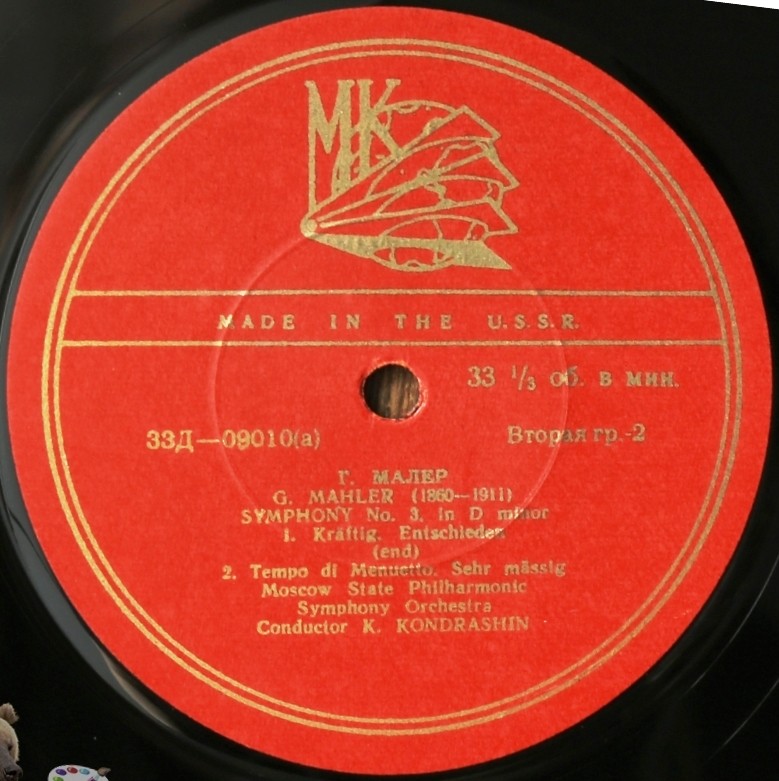 МК
MADE IN THE U.S.S.R.
33 ⅓ об. в мин.
33Д—09010(а)
Вторая гр.-2
Г. МАЛЕР
G. MAHLER (1860—1911)
SYMPHONY No. 3, in D minor
1. Kräftig. Entschieden
(end)
2. Tempo di Menuetto. Sehr mässig
Moscow State Philharmonic
Symphony Orchestra
Conductor K. KONDRASHIN